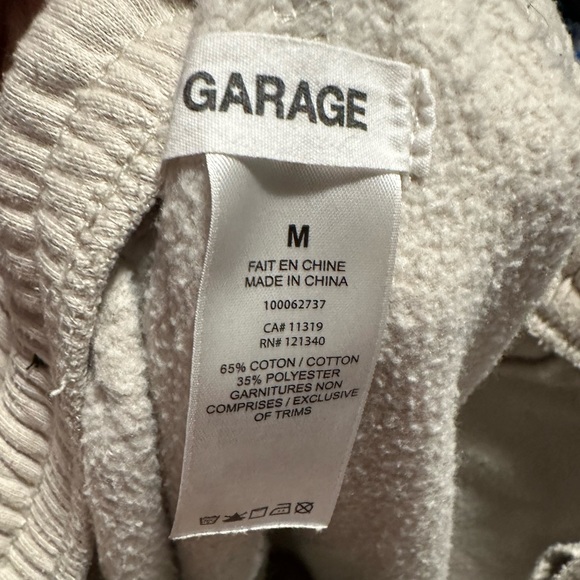 GARAGE
M
FAIT EN CHINE
MADE IN CHINA
100062737
CA# 11319
RN# 121340
65% COTON / COTTON
35% POLYESTER
GARNITURES NON
COMPRISES / EXCLUSIVE
OF TRIMS